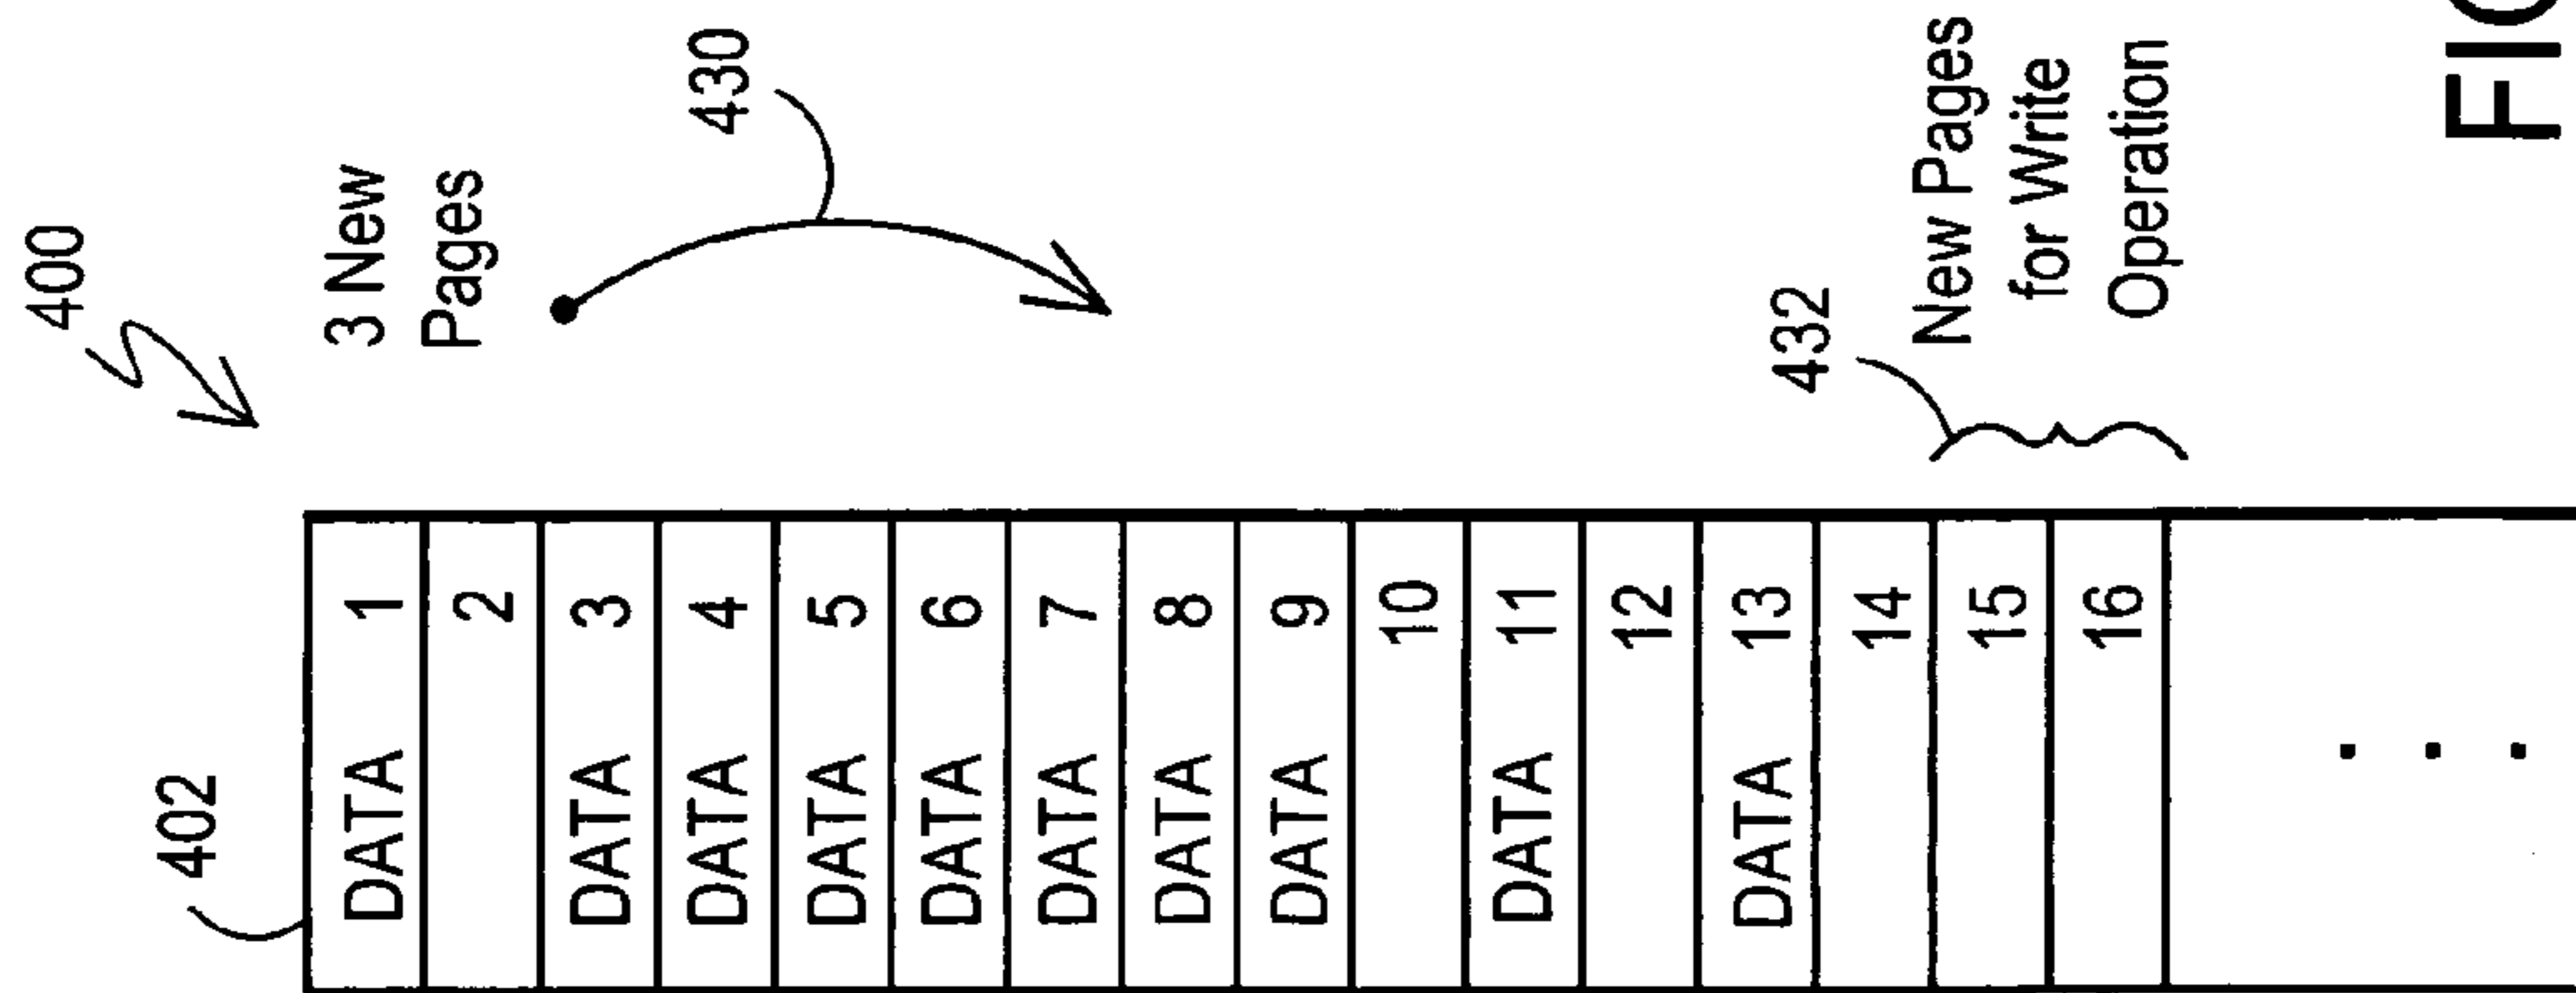 400
3 New
Pages
430
402
DATA 1
2
DATA 3
DATA 4
DATA 5
DATA 6
DATA 7
DATA 8
DATA 9
10
DATA 11
12
DATA 13
14
15
16
432
New Pages
for Write
Operation